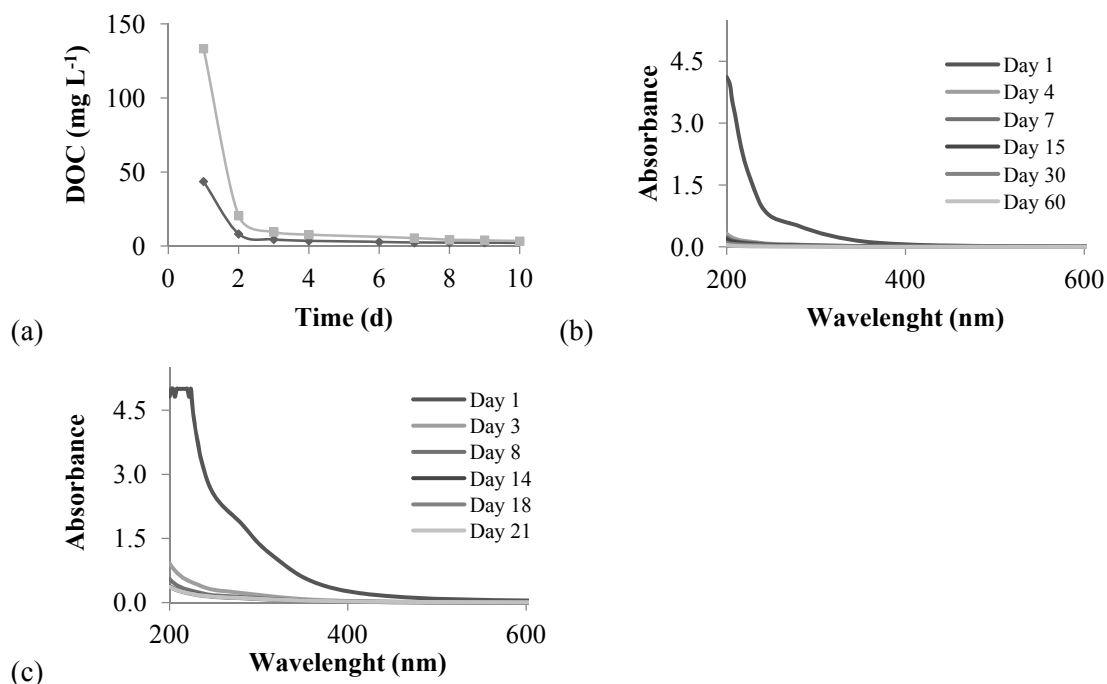 DOC (mg L⁻¹)
150
100
50
0
0 2 4 6 8 10
Time (d)
(a)
Absorbance
4.5
3.0
1.5
0.0
200 400 600
Wavelenght (nm)
Day 1
Day 4
Day 7
Day 15
Day 30
Day 60
(b)
Absorbance
4.5
3.0
1.5
0.0
200 400 600
Wavelenght (nm)
Day 1
Day 3
Day 8
Day 14
Day 18
Day 21
(c)